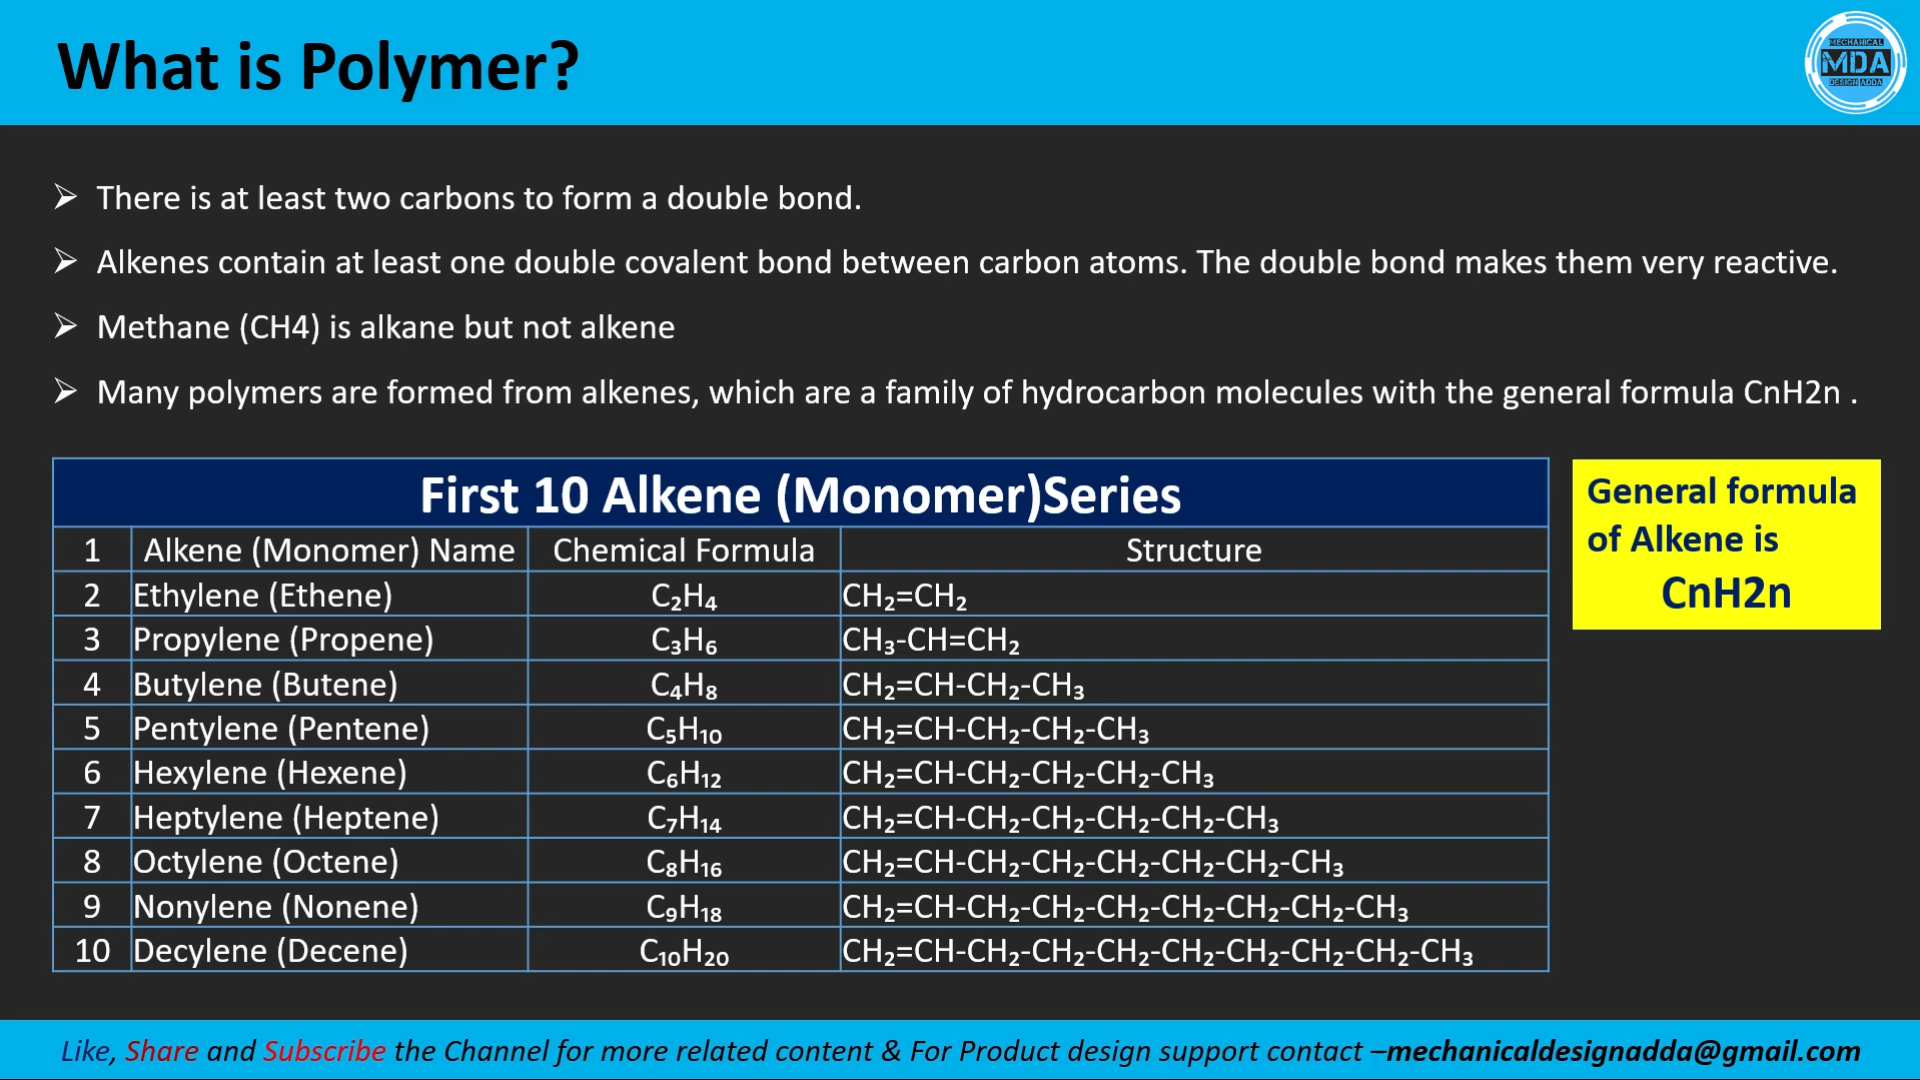 What is Polymer?
MECHANICAL
MDA
DESIGN ADDA
➢ There is at least two carbons to form a double bond.
➢ Alkenes contain at least one double covalent bond between carbon atoms. The double bond makes them very reactive.
➢ Methane (CH4) is alkane but not alkene
➢ Many polymers are formed from alkenes, which are a family of hydrocarbon molecules with the general formula CnH2n .
First 10 Alkene (Monomer)Series
1 Alkene (Monomer) Name Chemical Formula Structure
2 Ethylene (Ethene) C₂H₄ CH₂=CH₂
3 Propylene (Propene) C₃H₆ CH₃-CH=CH₂
4 Butylene (Butene) C₄H₈ CH₂=CH-CH₂-CH₃
5 Pentylene (Pentene) C₅H₁₀ CH₂=CH-CH₂-CH₂-CH₃
6 Hexylene (Hexene) C₆H₁₂ CH₂=CH-CH₂-CH₂-CH₂-CH₃
7 Heptylene (Heptene) C₇H₁₄ CH₂=CH-CH₂-CH₂-CH₂-CH₂-CH₃
8 Octylene (Octene) C₈H₁₆ CH₂=CH-CH₂-CH₂-CH₂-CH₂-CH₂-CH₃
9 Nonylene (Nonene) C₉H₁₈ CH₂=CH-CH₂-CH₂-CH₂-CH₂-CH₂-CH₂-CH₃
10 Decylene (Decene) C₁₀H₂₀ CH₂=CH-CH₂-CH₂-CH₂-CH₂-CH₂-CH₂-CH₂-CH₃
General formula
of Alkene is
CnH2n
Like, Share and Subscribe the Channel for more related content & For Product design support contact –mechanicaldesignadda@gmail.com